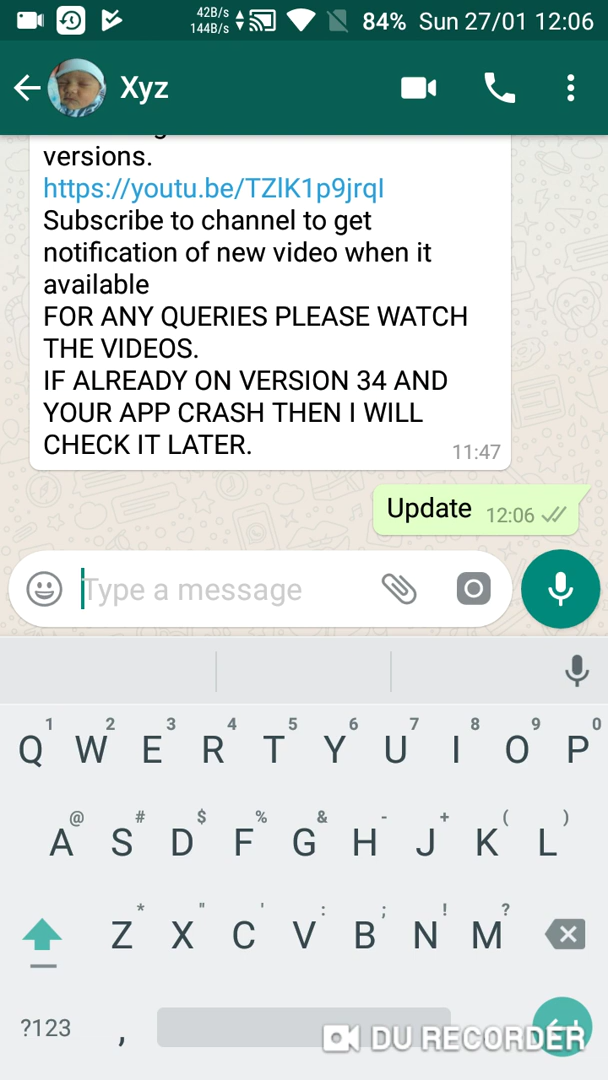 42B/s
144B/s
84% Sun 27/01 12:06
Xyz
versions.
https://youtu.be/TZlK1p9jrqI
Subscribe to channel to get
notification of new video when it
available
FOR ANY QUERIES PLEASE WATCH
THE VIDEOS.
IF ALREADY ON VERSION 34 AND
YOUR APP CRASH THEN I WILL
CHECK IT LATER.
11:47
Update 12:06
Type a message
1 2 3 4 5 6 7 8 9 0
Q W E R T Y U I O P
@ # $ % & - + ( )
A S D F G H J K L
* " ' : ; ! ?
Z X C V B N M
?123 ,
DU RECORDER